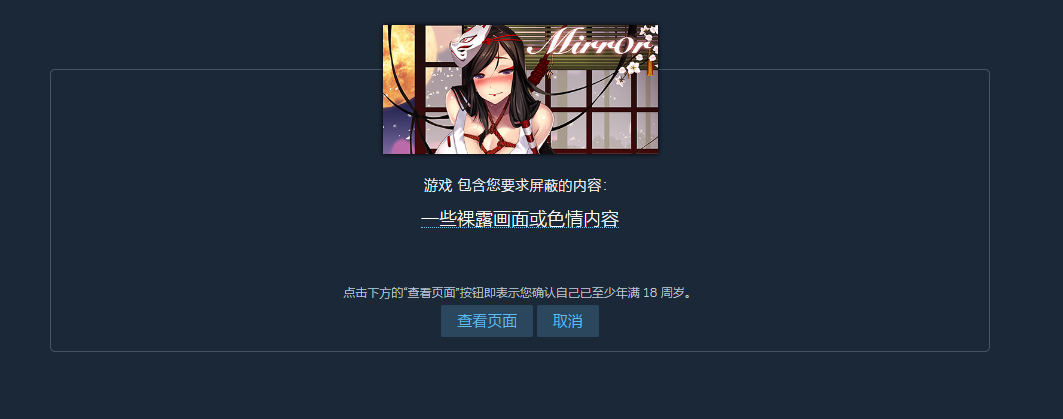 Mirror
游戏 包含您要求屏蔽的内容：
一些裸露画面或色情内容
点击下方的“查看页面”按钮即表示您确认自己已至少年满 18 周岁。
查看页面
取消